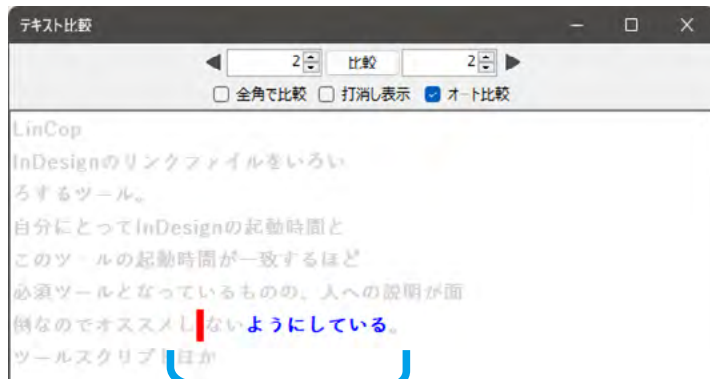 テキスト比較
2 比較 2
全角で比較 打消し表示 オート比較
LinCop
InDesignのリンクファイルをいろい
ろするツール。
自分にとってInDesignの起動時間と
このツールの起動時間が一致するほど
必須ツールとなっているものの、人への説明が面
倒なのでオススメしないようにしている。
ツールスクリプトほか